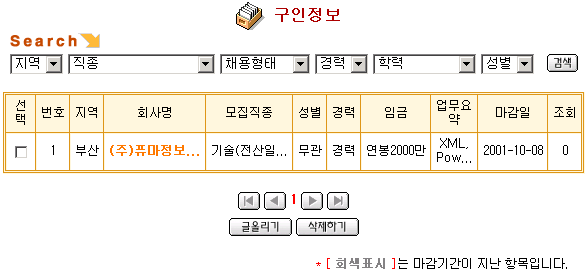 구인정보
Search
지역 직종 채용형태 경력 학력 성별 검색
선택 번호 지역 회사명 모집직종 성별 경력 임금 업무요약 마감일 조회
1 부산 (주)퓨마정보... 기술(전산일... 무관 경력 연봉2000만 XML, Pow... 2001-10-08 0
1
글올리기 삭제하기
* [ 회색표시 ]는 마감기간이 지난 항목입니다.